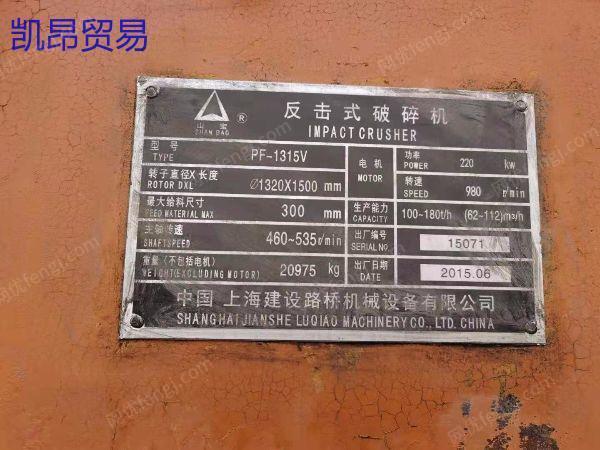 凯昂贸易
山宝
SHAN BAO
®
反击式破碎机
IMPACT CRUSHER
型号
TYPE
PF-1315V
电机
MOTOR
功率
POWER
220 kw
转子直径X长度
ROTOR DXL
∅1320X1500 mm
转速
SPEED
980 r/min
最大给料尺寸
FEED MATERIAL MAX
300 mm
生产能力
CAPACITY
100-180t/h (62-112)m³/h
主轴转速
SHAFTSPEED
460~535r/min
出厂编号
SERIAL NO.
15071
重量(不包括电机)
WEIGHT(EXCLUDING MOTOR)
20975 kg
出厂日期
DATE
2015.06
中国 上海建设路桥机械设备有限公司
SHANGHAI JIANSHE LUQIAO MACHINERY CO., LTD. CHINA